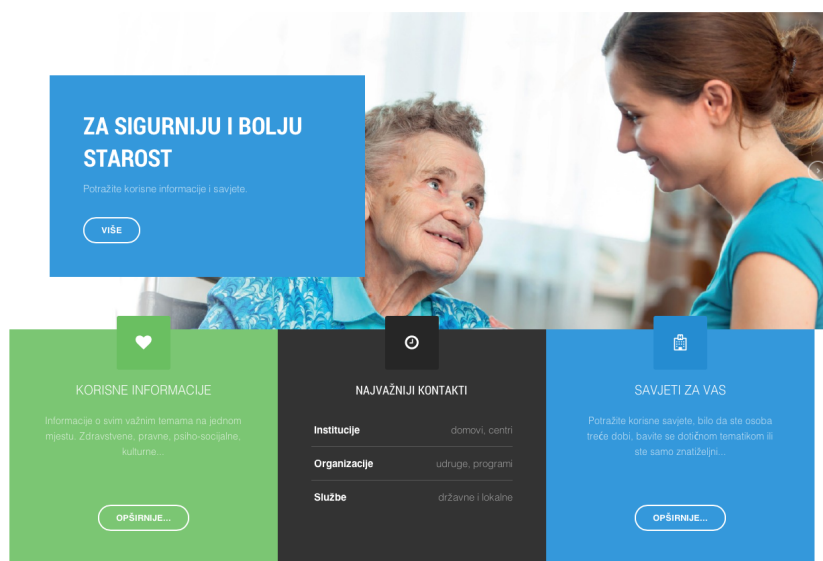 ZA SIGURNIJU I BOLJU
STAROST
Potražite korisne informacije i savjete.
VIŠE
KORISNE INFORMACIJE
Informacije o svim važnim temama na jednom
mjestu. Zdravstvene, pravne, psiho-socijalne,
kulturne...
OPŠIRNIJE...
NAJVAŽNIJI KONTAKTI
Institucije domovi, centri
Organizacije udruge, programi
Službe državne i lokalne
SAVJETI ZA VAS
Potražite korisne savjete, bilo da ste osoba
treće dobi, bavite se dotičnom tematikom ili
ste samo znatiželjni...
OPŠIRNIJE...